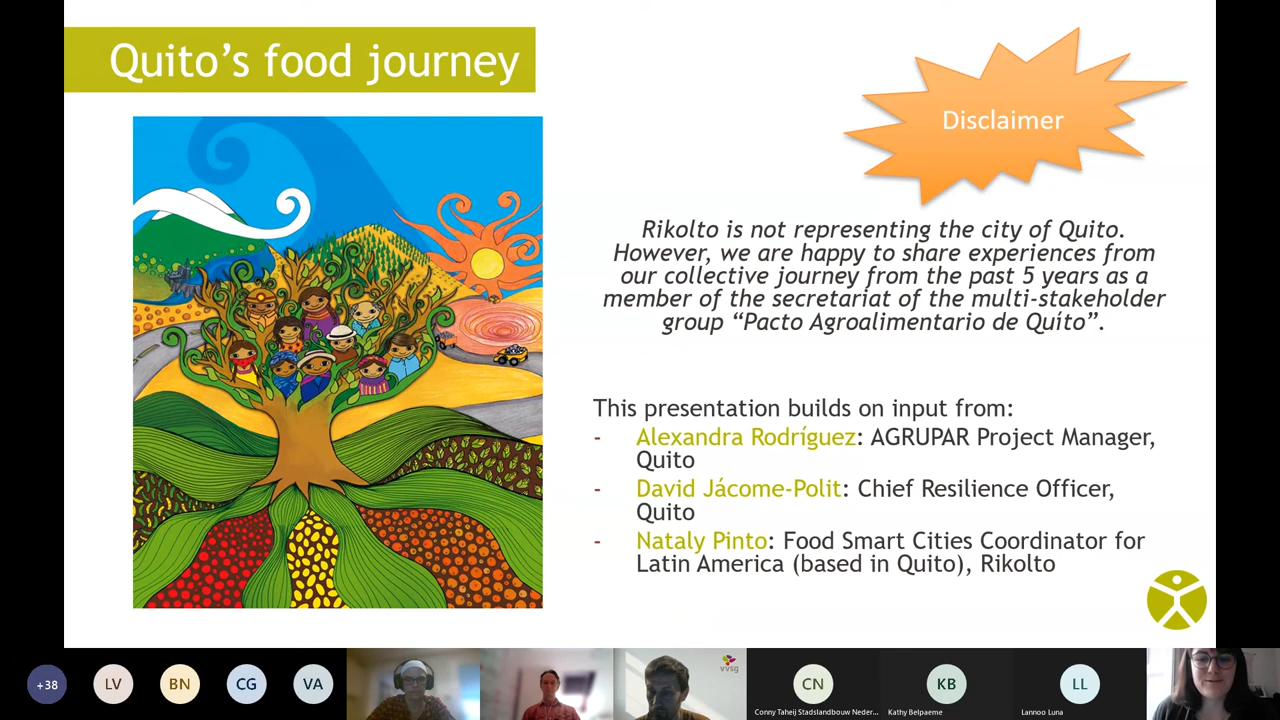 Quito’s food journey
Disclaimer
Rikolto is not representing the city of Quito.
However, we are happy to share experiences from
our collective journey from the past 5 years as a
member of the secretariat of the multi-stakeholder
group “Pacto Agroalimentario de Quito”.
This presentation builds on input from:
- Alexandra Rodríguez: AGRUPAR Project Manager,
Quito
- David Jácome-Polit: Chief Resilience Officer,
Quito
- Nataly Pinto: Food Smart Cities Coordinator for
Latin America (based in Quito), Rikolto
+38
LV
BN
CG
VA
vvsg
CN
KB
LL
Conny Taheij Stadslandbouw Neder...
Kathy Belpaeme
Lannoo Luna